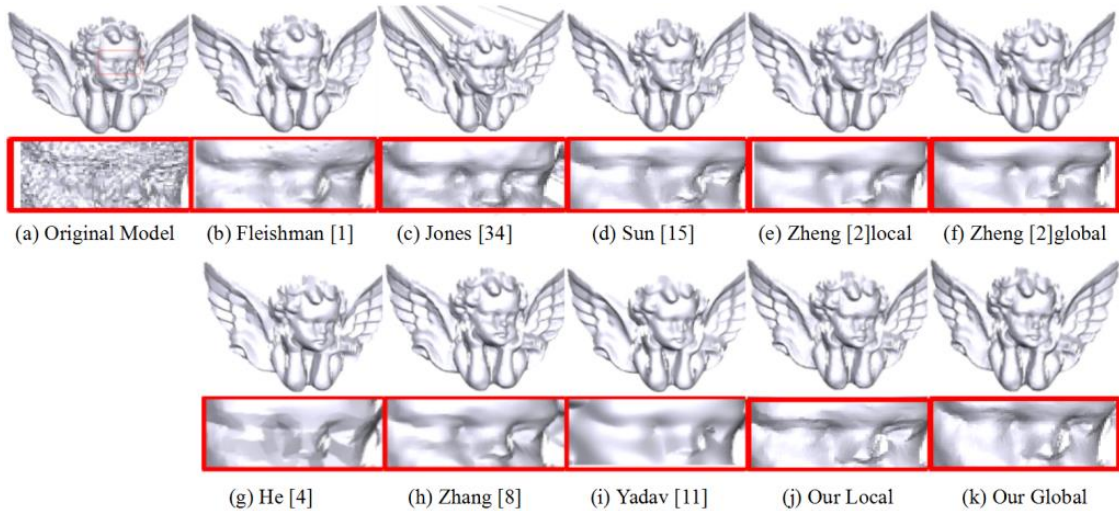 (a) Original Model (b) Fleishman [1] (c) Jones [34] (d) Sun [15] (e) Zheng [2]local (f) Zheng [2]global
(g) He [4] (h) Zhang [8] (i) Yadav [11] (j) Our Local (k) Our Global